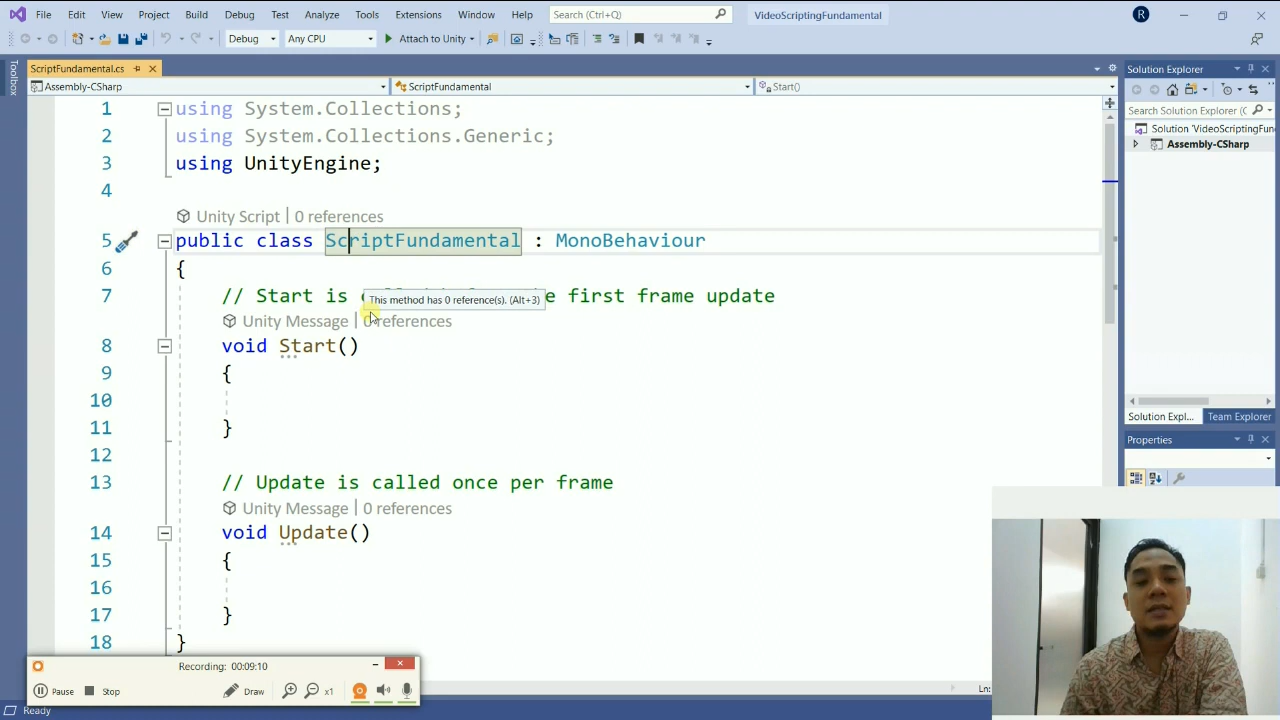 File Edit View Project Build Debug Test Analyze Tools Extensions Window Help Search (Ctrl+Q) VideoScriptingFundamental R
Debug Any CPU Attach to Unity
Toolbox
ScriptFundamental.cs
Solution Explorer
Assembly-CSharp ScriptFundamental Start()
Search Solution Explorer (C
Solution 'VideoScriptingFun
Assembly-CSharp
1 using System.Collections;
2 using System.Collections.Generic;
3 using UnityEngine;
4
Unity Script | 0 references
5 public class ScriptFundamental : MonoBehaviour
6 {
7 // Start is e first frame update
This method has 0 reference(s). (Alt+3)
Unity Message | 0 references
8 void Start()
9 {
10
11 }
12
13 // Update is called once per frame
Unity Message | 0 references
14 void Update()
15 {
16
17 }
18 }
Solution Expl... Team Explorer
Properties
Recording: 00:09:10
Pause Stop Draw x1
Ln:
Ready